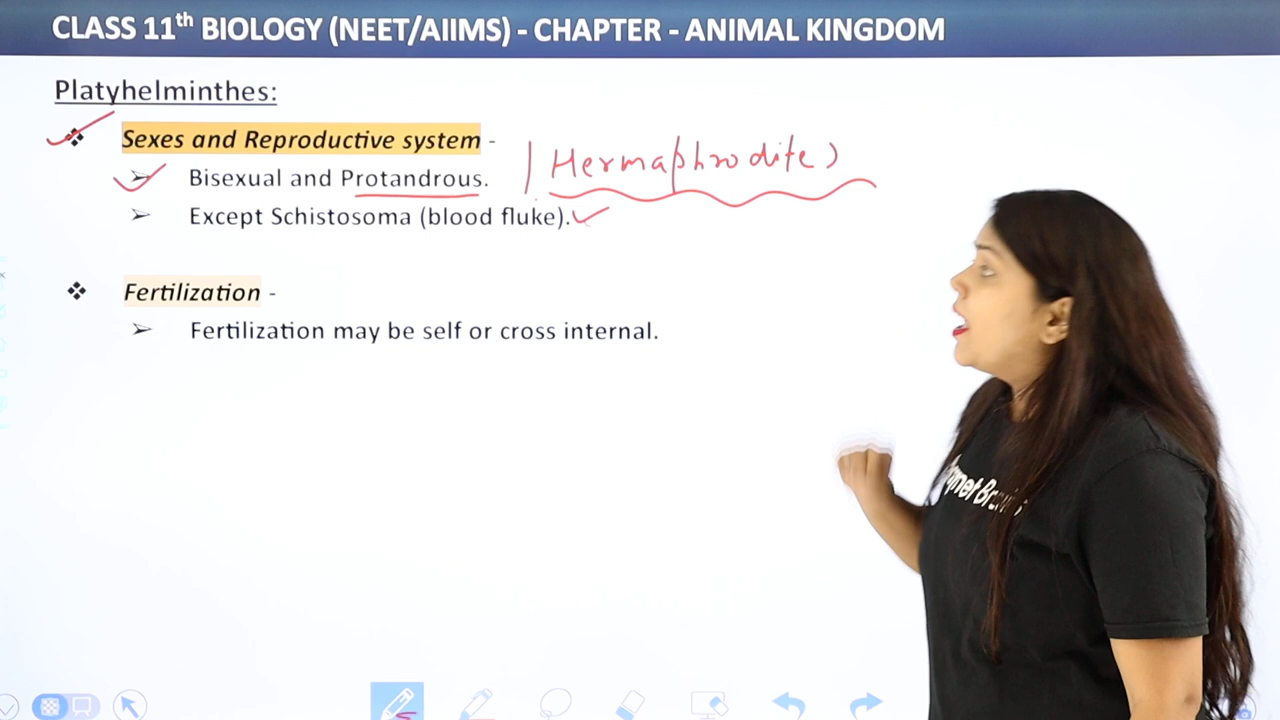 CLASS 11th BIOLOGY (NEET/AIIMS) - CHAPTER - ANIMAL KINGDOM
Platyhelminthes:
❖ Sexes and Reproductive system -
➢ Bisexual and Protandrous. | Hermaphrodite)
➢ Except Schistosoma (blood fluke).
❖ Fertilization -
➢ Fertilization may be self or cross internal.